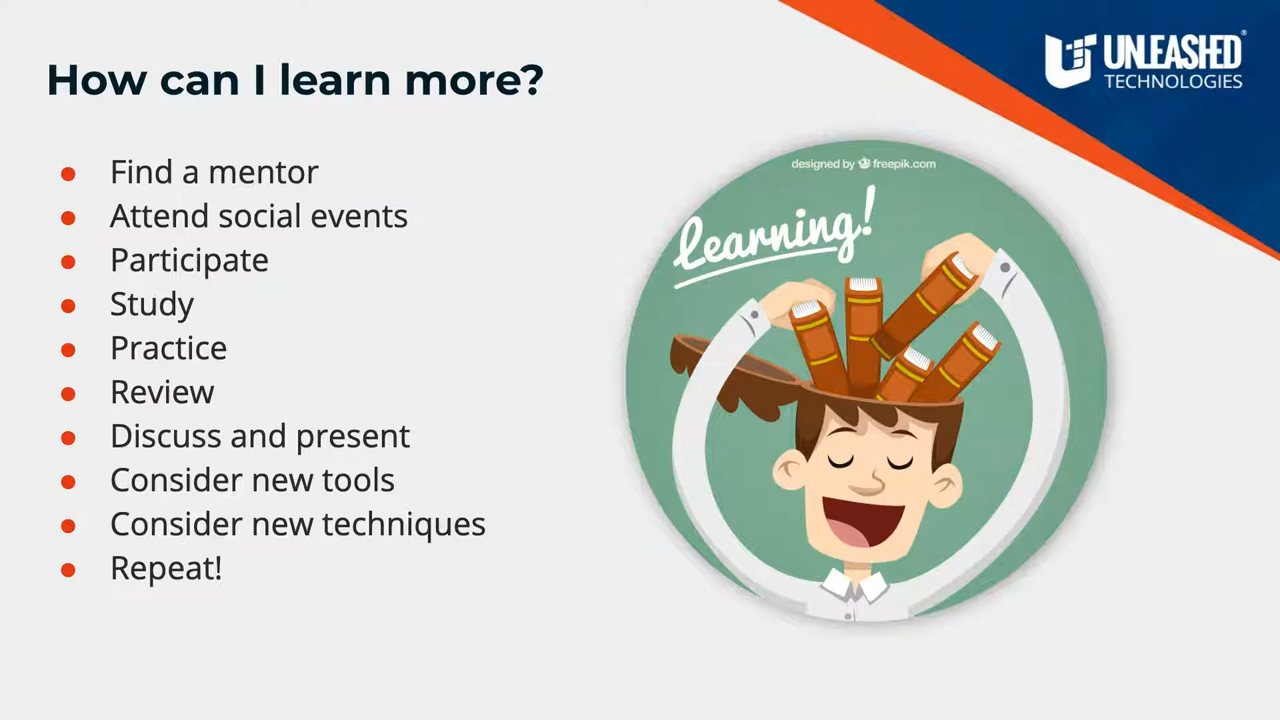 How can I learn more?
UNLEASHED®
TECHNOLOGIES
● Find a mentor
● Attend social events
● Participate
● Study
● Practice
● Review
● Discuss and present
● Consider new tools
● Consider new techniques
● Repeat!
designed by freepik.com
Learning!